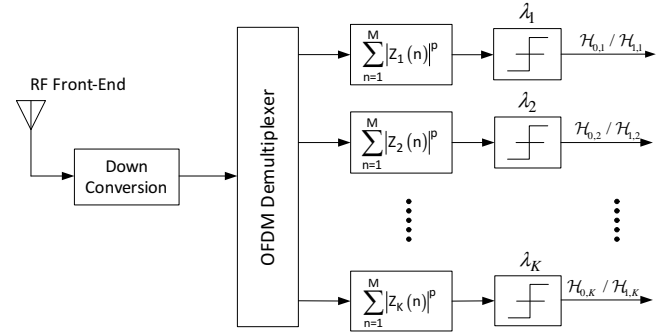 RF Front-End
Down
Conversion
OFDM Demultiplexer
M
∑|Z₁(n)|ᵖ
n=1
λ₁
ℋ₀,₁ / ℋ₁,₁
M
∑|Z₂(n)|ᵖ
n=1
λ₂
ℋ₀,₂ / ℋ₁,₂
M
∑|Z_K(n)|ᵖ
n=1
λ_K
ℋ₀,K / ℋ₁,K